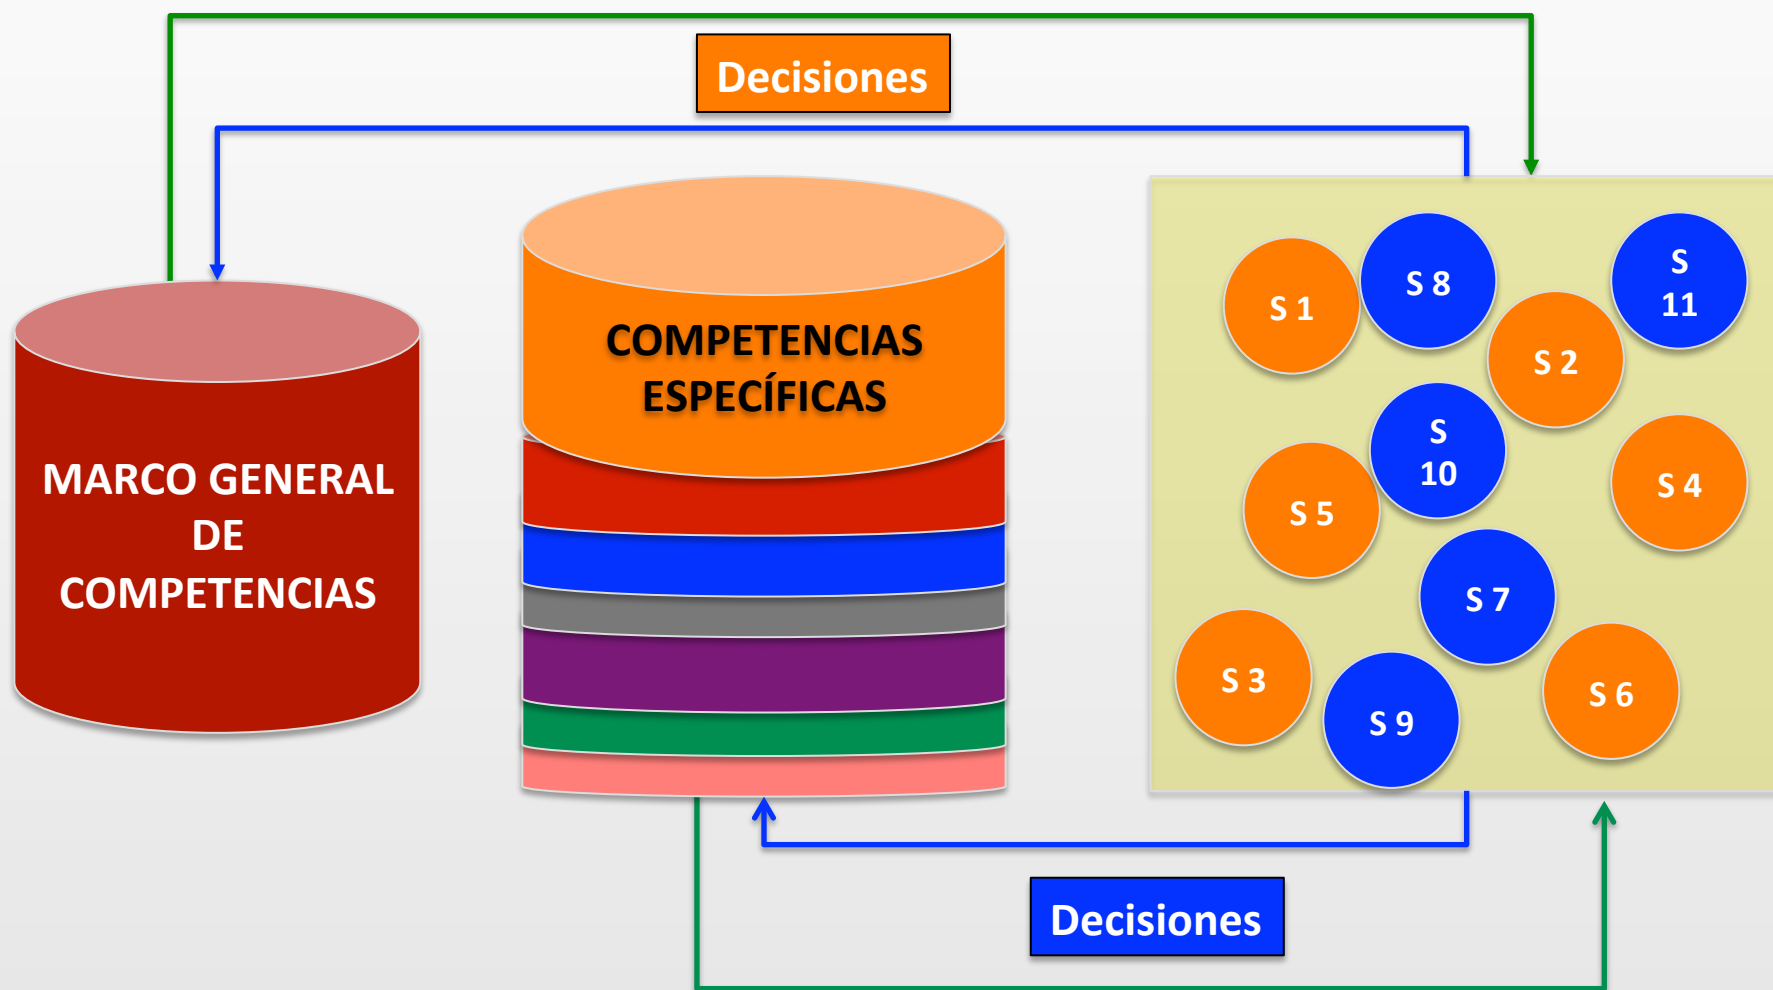 Decisiones
MARCO GENERAL
DE
COMPETENCIAS
COMPETENCIAS
ESPECÍFICAS
S 1
S 8
S
11
S 2
S
10
S 5
S 4
S 7
S 3
S 9
S 6
Decisiones